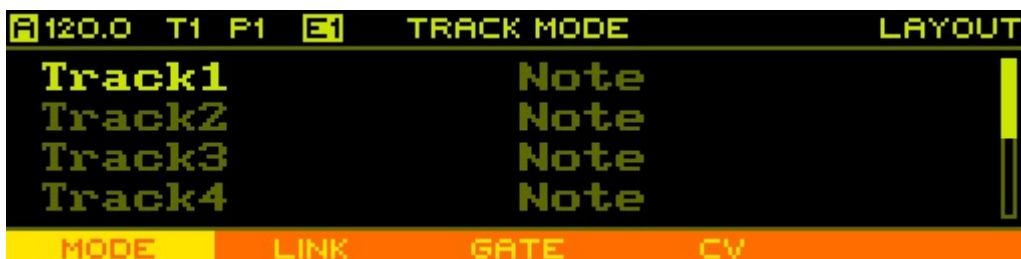 A 120.0 T1 P1 E1 TRACK MODE LAYOUT
Track1 Note
Track2 Note
Track3 Note
Track4 Note
MODE LINK GATE CV